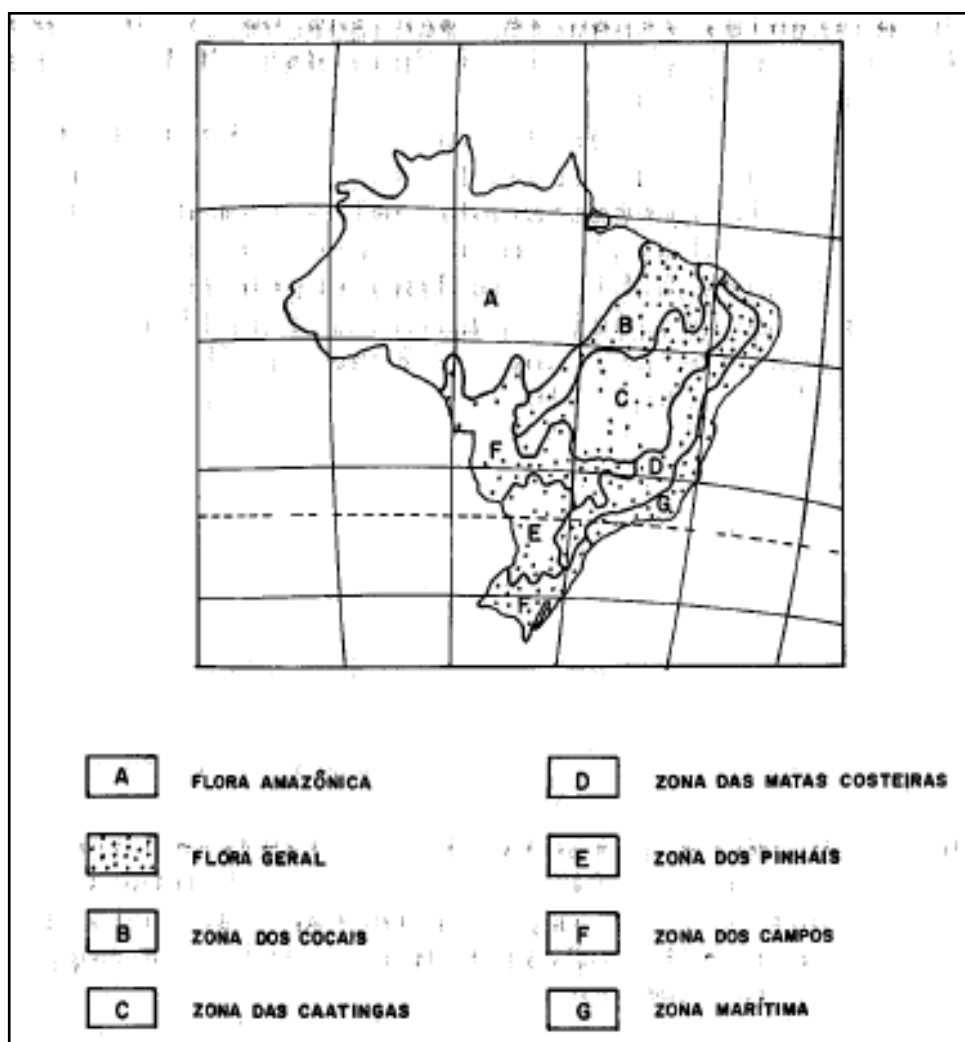 A
B
C
F
D
G
E
F
A FLORA AMAZÔNICA
FLORA GERAL
B ZONA DOS COCAIS
C ZONA DAS CAATINGAS
D ZONA DAS MATAS COSTEIRAS
E ZONA DOS PINHÁIS
F ZONA DOS CAMPOS
G ZONA MARÍTIMA